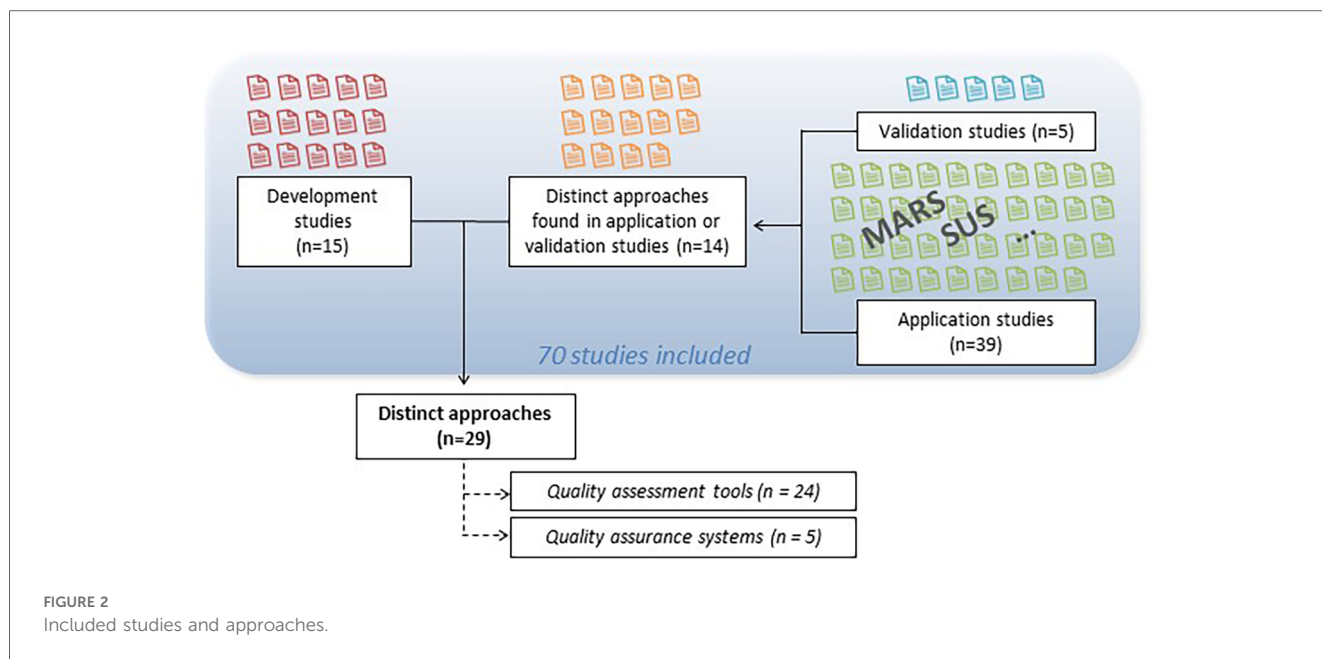 Development
studies
(n=15)
Distinct approaches
found in application or
validation studies (n=14)
Validation studies (n=5)
MARS
SUS
...
Application studies
(n=39)
70 studies included
Distinct approaches
(n=29)
Quality assessment tools (n = 24)
Quality assurance systems (n = 5)
FIGURE 2
Included studies and approaches.